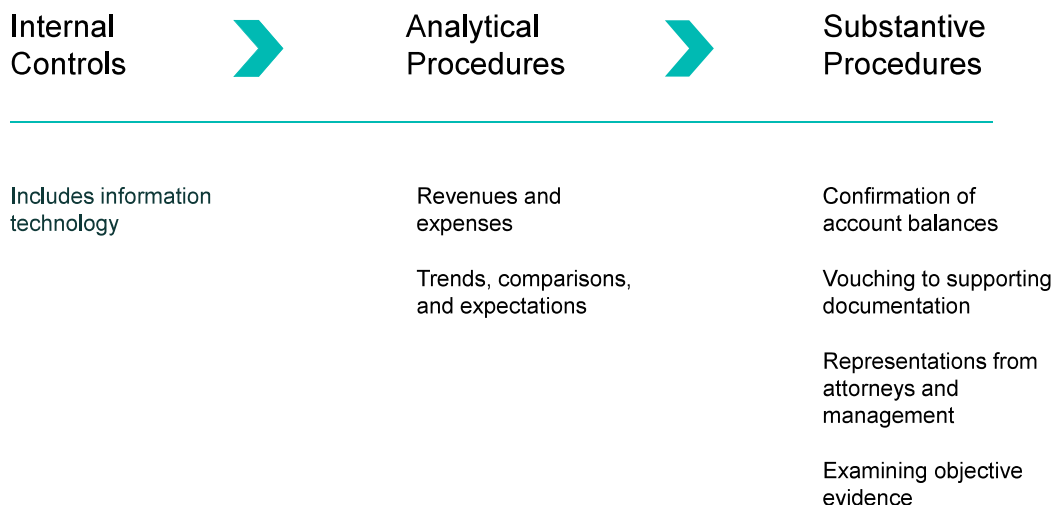 Internal
Controls
Analytical
Procedures
Substantive
Procedures
Includes information
technology
Revenues and
expenses
Trends, comparisons,
and expectations
Confirmation of
account balances
Vouching to supporting
documentation
Representations from
attorneys and
management
Examining objective
evidence